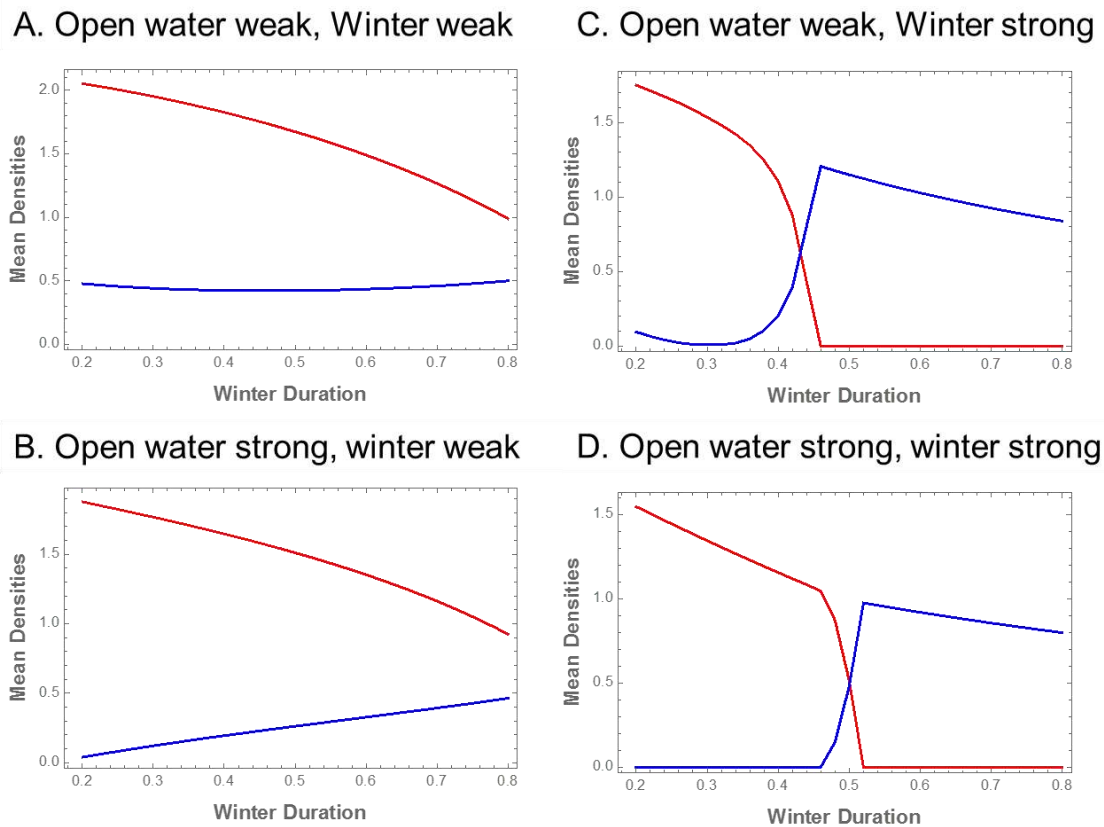 A. Open water weak, Winter weak
Mean Densities
2.0
1.5
1.0
0.5
0.0
0.2 0.3 0.4 0.5 0.6 0.7 0.8
Winter Duration
C. Open water weak, Winter strong
Mean Densities
1.5
1.0
0.5
0.0
0.2 0.3 0.4 0.5 0.6 0.7 0.8
Winter Duration
B. Open water strong, winter weak
Mean Densities
1.5
1.0
0.5
0.0
0.2 0.3 0.4 0.5 0.6 0.7 0.8
Winter Duration
D. Open water strong, winter strong
Mean Densities
1.5
1.0
0.5
0.0
0.2 0.3 0.4 0.5 0.6 0.7 0.8
Winter Duration